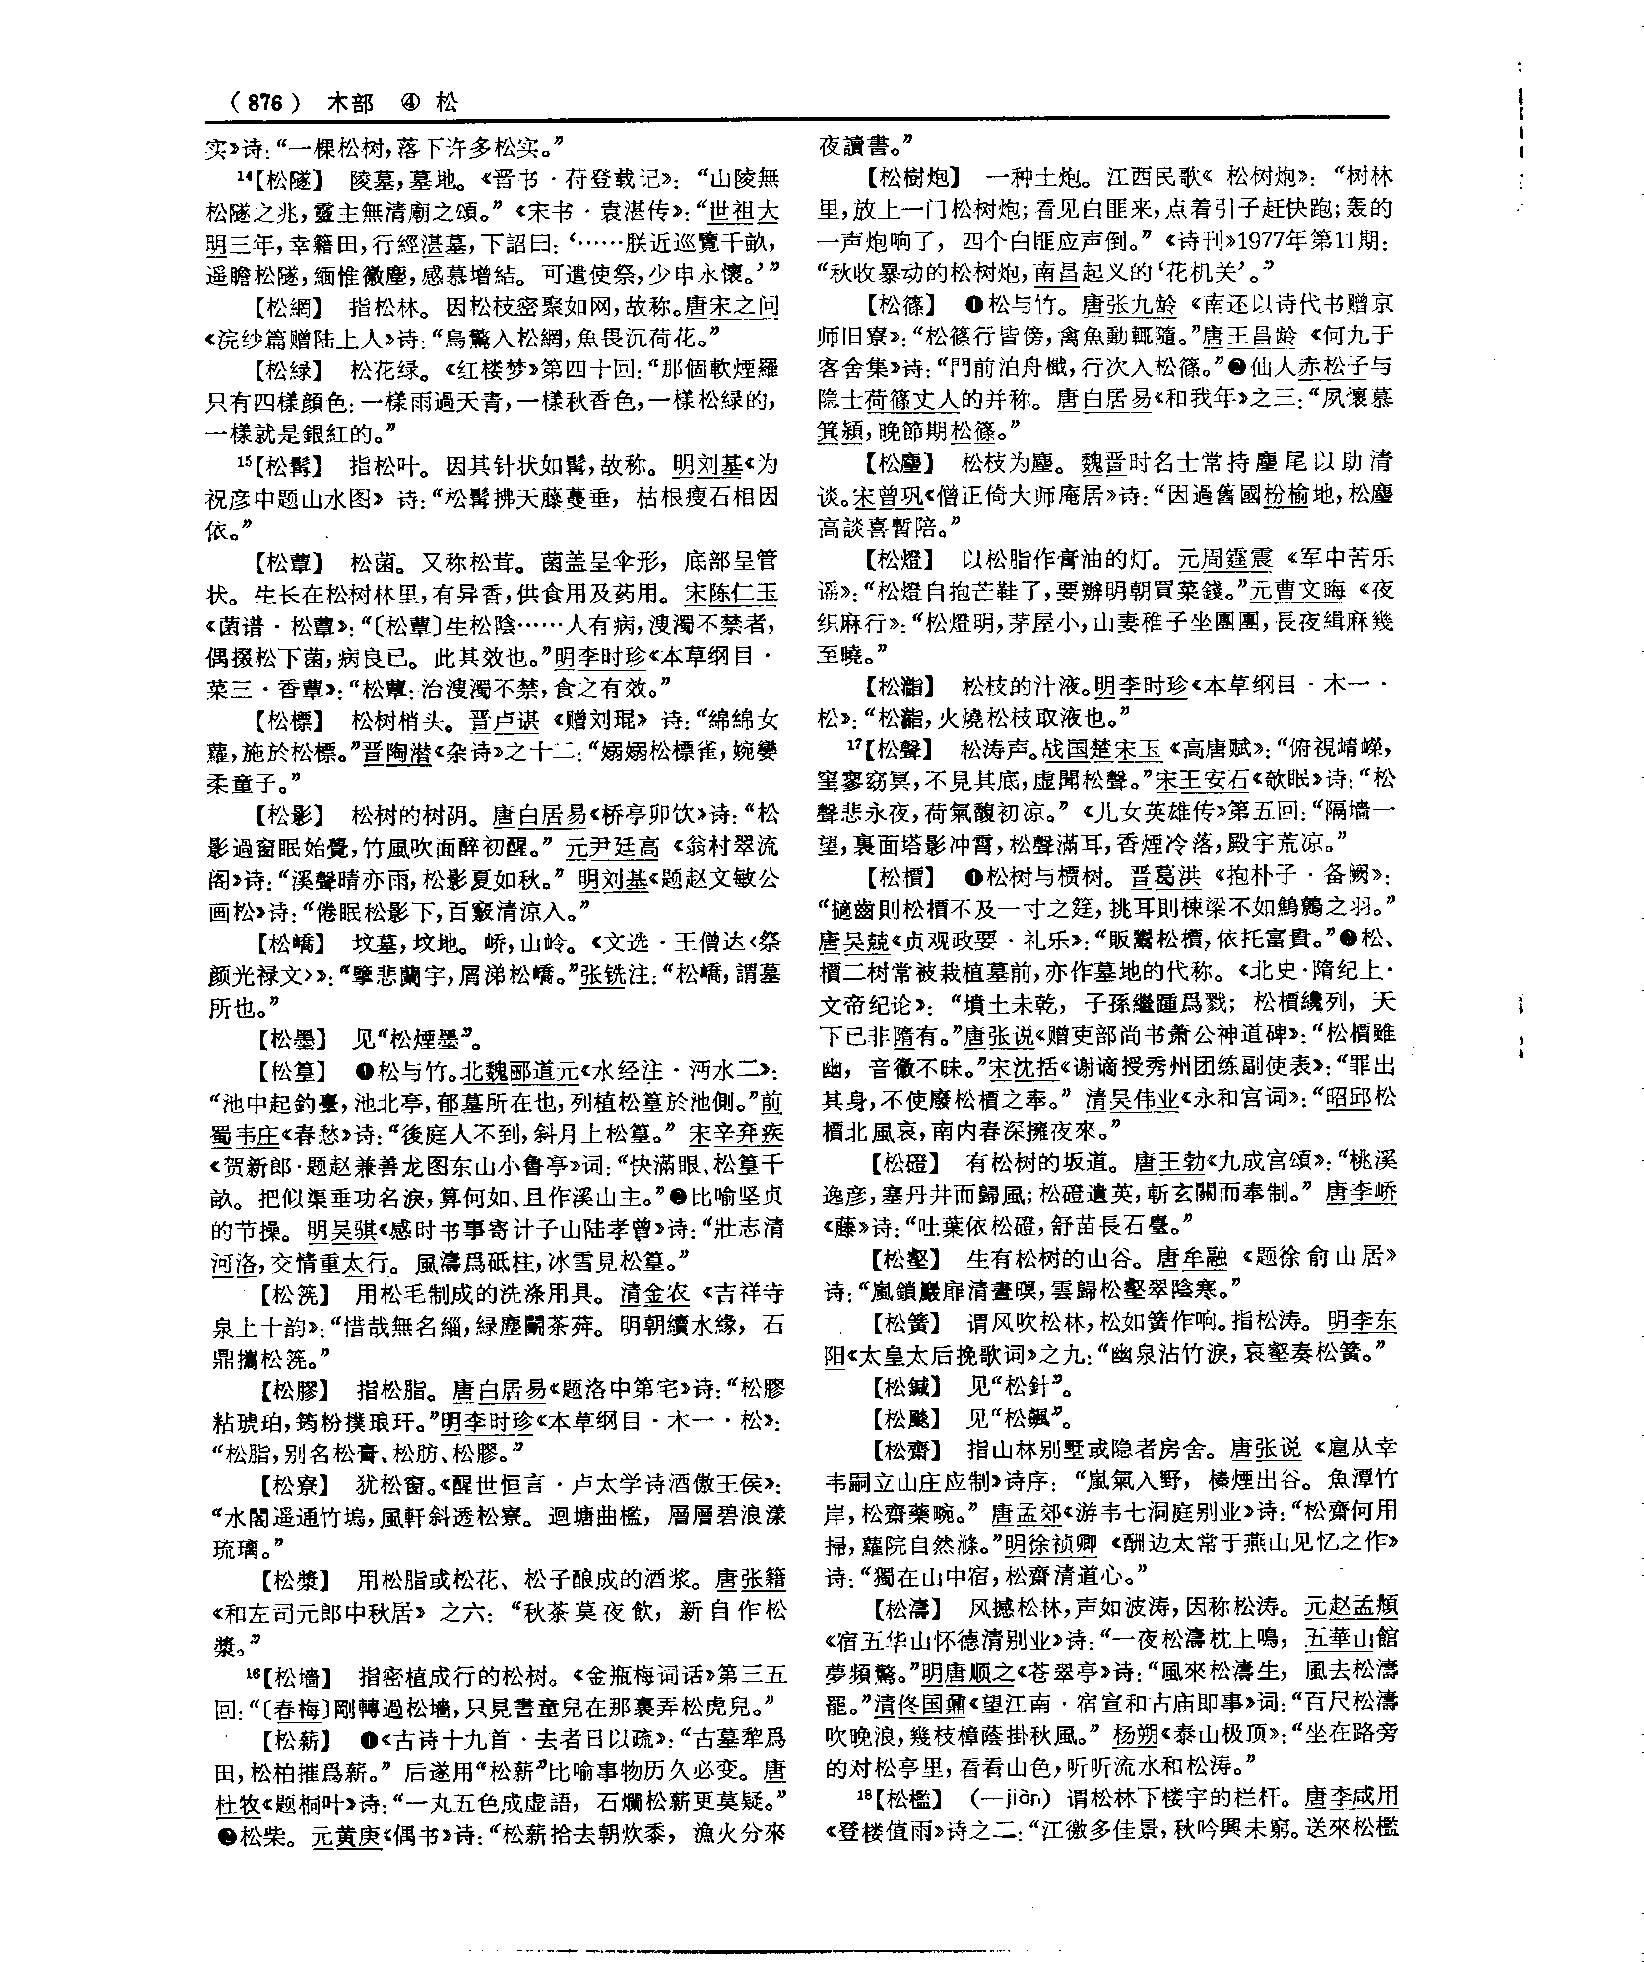 （876） 木部 ④ 松
实》诗：“一棵松树，落下许多松实。”
14【松隧】 陵墓，墓地。《晋书·苻登载记》：“山陵無
松隧之兆，靈主無清廟之頌。”《宋书·袁湛传》：“世祖大
明三年，幸籍田，行經湛墓，下詔曰：‘……朕近巡覽千畝，
遥瞻松隧，緬惟徽塵，感慕增結。可遣使祭，少申永懷。’”
【松網】 指松林。因松枝密聚如网，故称。唐宋之问
《浣纱篇赠陆上人》诗：“鳥驚入松網，魚畏沉荷花。”
【松绿】 松花绿。《红楼梦》第四十回：“那個軟煙羅
只有四樣顔色：一樣雨過天青，一樣秋香色，一樣松緑的，
一樣就是銀紅的。”
15【松髯】 指松叶。因其针状如髯，故称。明刘基《为
祝彦中题山水图》诗：“松髯拂天藤蔓垂，枯根瘦石相因
依。”
【松蕈】 松菌。又称松茸。菌盖呈伞形，底部呈管
状。生长在松树林里，有异香，供食用及药用。宋陈仁玉
《菌谱·松蕈》：“〔松蕈〕生松陰……人有病，溲濁不禁者，
偶掇松下菌，病良已。此其效也。”明李时珍《本草纲目·
菜三·香蕈》：“松蕈：治溲濁不禁，食之有效。”
【松標】 松树梢头。晋卢谌《赠刘琨》诗：“綿綿女
蘿，施於松標。”晋陶潜《杂诗》之十二：“嫋嫋松標雀，婉孌
柔童子。”
【松影】 松树的树阴。唐白居易《桥亭卯饮》诗：“松
影過窗眠始覺，竹風吹面醉初醒。”元尹廷高《翁村翠流
阁》诗：“溪聲晴亦雨，松影夏如秋。”明刘基《题赵文敏公
画松》诗：“倦眠松影下，百竅清涼入。”
【松嶠】 坟墓，坟地。峤，山岭。《文选·王僧达〈祭
颜光禄文〉》：“擥悲蘭宇，屑涕松嶠。”张铣注：“松嶠，謂墓
所也。”
【松墨】 见“松煙墨”。
【松篁】 ❶松与竹。北魏郦道元《水经注·沔水二》：
“池中起釣臺，池北亭，郁墓所在也，列植松篁於池側。”前
蜀韦庄《春愁》诗：“後庭人不到，斜月上松篁。”宋辛弃疾
《贺新郎·题赵兼善龙图东山小鲁亭》词：“快滿眼、松篁千
畝。把似渠垂功名淚，算何如、且作溪山主。”❷比喻坚贞
的节操。明吴骐《感时书事寄计子山陆孝曾》诗：“壯志清
河洛，交情重太行。風濤爲砥柱，冰雪見松篁。”
【松筅】 用松毛制成的洗涤用具。清金农《吉祥寺
泉上十韵》：“惜哉無名緇，緑塵鬭茶荈。明朝續水緣，石
鼎攜松筅。”
【松膠】 指松脂。唐白居易《题洛中第宅》诗：“松膠
粘琥珀，筠粉撲琅玕。”明李时珍《本草纲目·木一·松》：
“松脂，别名松膏、松肪、松膠。”
【松寮】 犹松窗。《醒世恒言·卢太学诗酒傲王侯》：
“水閣遥通竹塢，風軒斜透松寮。迴塘曲檻，層層碧浪漾
琉璃。”
【松漿】 用松脂或松花、松子酿成的酒浆。唐张籍
《和左司元郎中秋居》之六：“秋茶莫夜飲，新自作松
漿。”
16【松墙】 指密植成行的松树。《金瓶梅词话》第三五
回：“〔春梅〕剛轉過松墻，只見書童兒在那裏弄松虎兒。”
【松薪】 ❶《古诗十九首·去者日以疏》：“古墓犂爲
田，松柏摧爲薪。”后遂用“松薪”比喻事物历久必变。唐
杜牧《题桐叶》诗：“一丸五色成虚語，石爛松薪更莫疑。”
❷松柴。元黄庚《偶书》诗：“松薪拾去朝炊黍，漁火分來
夜讀書。”
【松樹炮】 一种土炮。江西民歌《松树炮》：“树林
里，放上一门松树炮；看见白匪来，点着引子赶快跑；轰的
一声炮响了，四个白匪应声倒。”《诗刊》1977年第11期：
“秋收暴动的松树炮，南昌起义的‘花机关’。”
【松篠】 ❶松与竹。唐张九龄《南还以诗代书赠京
师旧寮》：“松篠行皆傍，禽魚動輒隨。”唐王昌龄《何九于
客舍集》诗：“門前泊舟檝，行次入松篠。”❷仙人赤松子与
隐士荷篠丈人的并称。唐白居易《和我年》之三：“夙懷慕
箕潁，晚節期松篠。”
【松麈】 松枝为麈。魏晋时名士常持麈尾以助清
谈。宋曾巩《僧正倚大师庵居》诗：“因過舊國枌榆地，松麈
高談喜暫陪。”
【松燈】 以松脂作膏油的灯。元周霆震《军中苦乐
谣》：“松燈自抱芒鞋了，要辦明朝買菜錢。”元曹文晦《夜
织麻行》：“松燈明，茅屋小，山妻稚子坐團團，長夜緝麻幾
至曉。”
【松㴰】 松枝的汁液。明李时珍《本草纲目·木一·
松》：“松㴰，火燒松枝取液也。”
17【松聲】 松涛声。战国楚宋玉《高唐赋》：“俯視崝嶸，
窐寥窈冥，不見其底，虚聞松聲。”宋王安石《欹眠》诗：“松
聲悲永夜，荷氣馥初凉。”《儿女英雄传》第五回：“隔墙一
望，裏面塔影冲霄，松聲滿耳，香煙冷落，殿宇荒凉。”
【松檟】 ❶松树与槚树。晋葛洪《抱朴子·备阙》：
“擿齒則松檟不及一寸之筳，挑耳則棟梁不如鷦鷯之羽。”
唐吴兢《贞观政要·礼乐》：“販鬻松檟，依托富貴。”❷松、
檟二树常被栽植墓前，亦作墓地的代称。《北史·隋纪上·
文帝纪论》：“墳土未乾，子孫繼踵爲戮；松檟纔列，天
下已非隋有。”唐张说《赠吏部尚书萧公神道碑》：“松檟雖
幽，音徽不昧。”宋沈括《谢谪授秀州团练副使表》：“罪出
其身，不使廢松檟之奉。”清吴伟业《永和宫词》：“昭邱松
檟北風哀，南内春深擁夜來。”
【松磴】 有松树的坂道。唐王勃《九成宫頌》：“桃溪
逸彦，塞丹井而歸風；松磴遺英，斬玄關而奉制。”唐李峤
《藤》诗：“吐葉依松磴，舒苗長石臺。”
【松壑】 生有松树的山谷。唐牟融《题徐俞山居》
诗：“嵐鎖巖扉清晝暝，雲歸松壑翠陰寒。”
【松簧】 谓风吹松林，松如簧作响。指松涛。明李东
阳《太皇太后挽歌词》之九：“幽泉沾竹淚，哀壑奏松簧。”
【松鍼】 见“松針”。
【松飈】 见“松飆”。
【松齋】 指山林别墅或隐者房舍。唐张说《扈从幸
韦嗣立山庄应制》诗序：“嵐氣入野，榛煙出谷。魚潭竹
岸，松齋藥畹。”唐孟郊《游韦七洞庭别业》诗：“松齋何用
掃，蘿院自然滌。”明徐祯卿《酬边太常于燕山见忆之作》
诗：“獨在山中宿，松齋清道心。”
【松濤】 风撼松林，声如波涛，因称松涛。元赵孟頫
《宿五华山怀德清别业》诗：“一夜松濤枕上鳴，五華山館
夢頻驚。”明唐顺之《苍翠亭》诗：“風來松濤生，風去松濤
罷。”清佟国鼐《望江南·宿宣和古庙即事》词：“百尺松濤
吹晚浪，幾枝樟蔭掛秋風。”杨朔《泰山极顶》：“坐在路旁
的对松亭里，看看山色，听听流水和松涛。”
18【松檻】 （—jiàn）谓松林下楼宇的栏杆。唐李咸用
《登楼值雨》诗之二：“江徼多佳景，秋吟興未窮。送來松檻